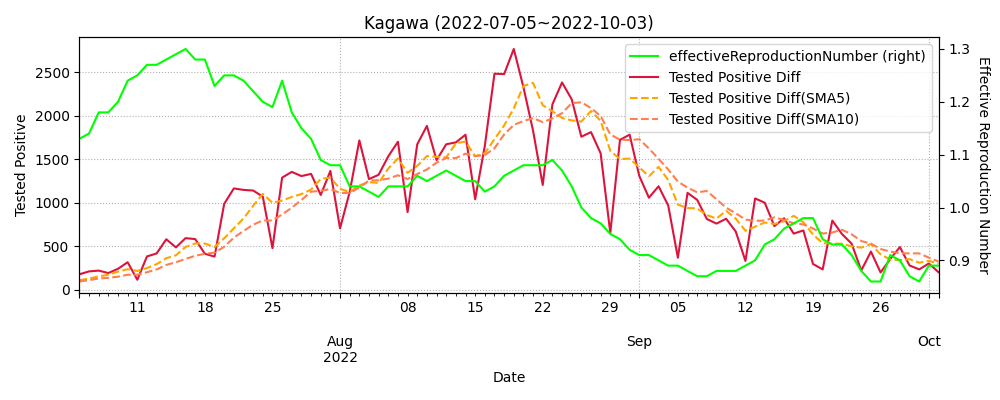 Kagawa (2022-07-05~2022-10-03)
effectiveReproductionNumber (right)
Tested Positive Diff
Tested Positive Diff(SMA5)
Tested Positive Diff(SMA10)
Tested Positive
2500
2000
1500
1000
500
0
1.3
1.2
1.1
1.0
0.9
Effective Reproduction Number
11 18 25 08 15 22 29 05 12 19 26
Aug Sep Oct
2022
Date